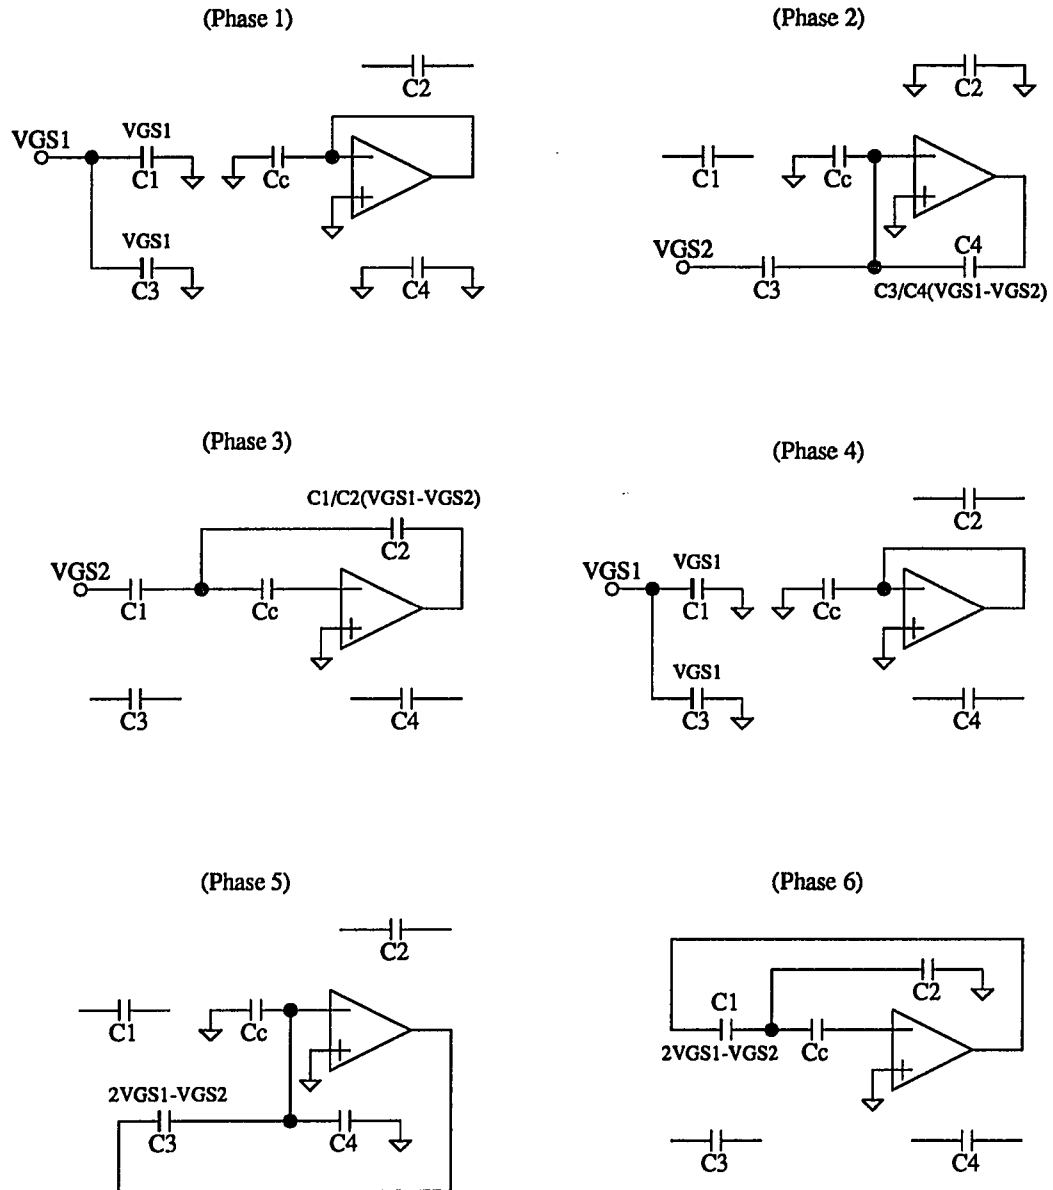 (Phase 1)
(Phase 2)
C2
C2
VGS1
VGS1
C1
Cc
C1
Cc
VGS1
C3
C4
VGS2
C3
C4
C3/C4(VGS1-VGS2)
(Phase 3)
(Phase 4)
C1/C2(VGS1-VGS2)
C2
C2
VGS2
C1
Cc
VGS1
VGS1
C1
Cc
C3
C4
VGS1
C3
C4
(Phase 5)
(Phase 6)
C2
C2
C1
Cc
C1
2VGS1-VGS2
Cc
2VGS1-VGS2
C3
C4
C3
C4